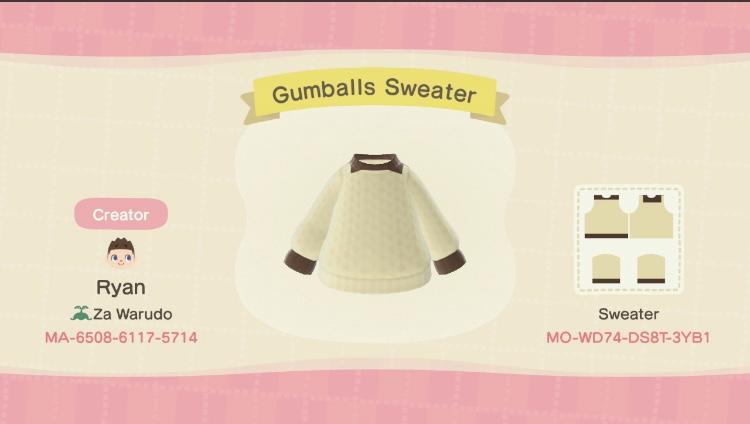 Gumballs Sweater
Creator
Ryan
Za Warudo
MA-6508-6117-5714
Sweater
MO-WD74-DS8T-3YB1